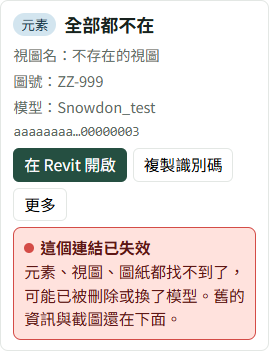 元素 全部都不在
視圖名：不存在的視圖
圖號：ZZ-999
模型：Snowdon_test
aaaaaaaa…00000003
在 Revit 開啟 複製識別碼
更多
這個連結已失效
元素、視圖、圖紙都找不到了，
可能已被刪除或換了模型。舊的
資訊與截圖還在下面。